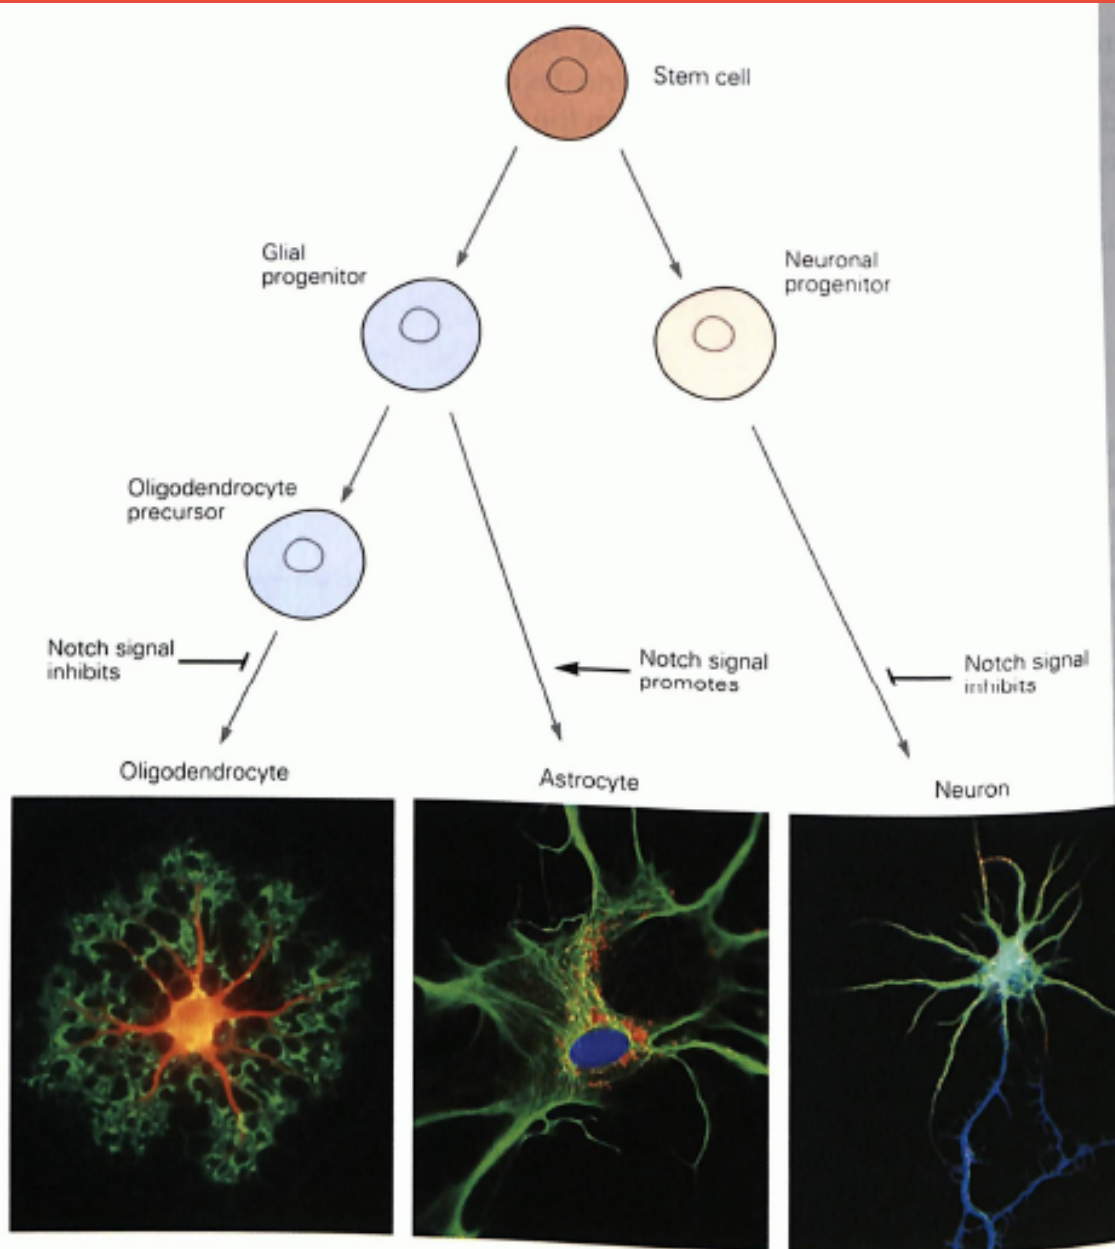 Stem cell
Glial
progenitor
Neuronal
progenitor
Oligodendrocyte
precursor
Notch signal
inhibits
Notch signal
promotes
Notch signal
inhibits
Oligodendrocyte
Astrocyte
Neuron